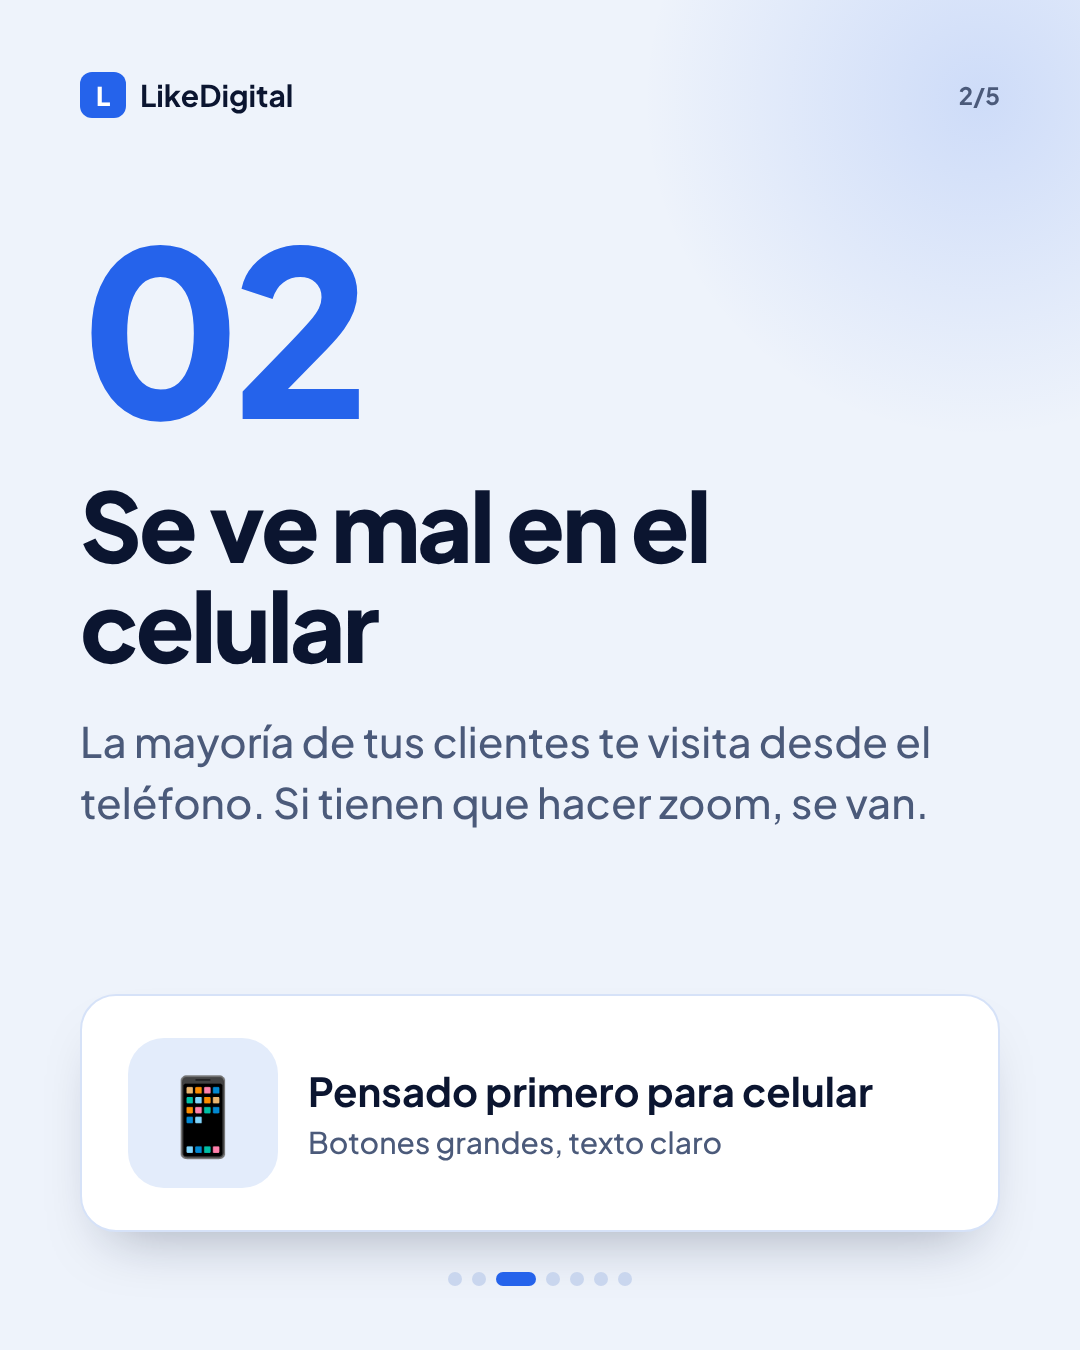 L LikeDigital
2/5
02
Se ve mal en el
celular
La mayoría de tus clientes te visita desde el
teléfono. Si tienen que hacer zoom, se van.
Pensado primero para celular
Botones grandes, texto claro